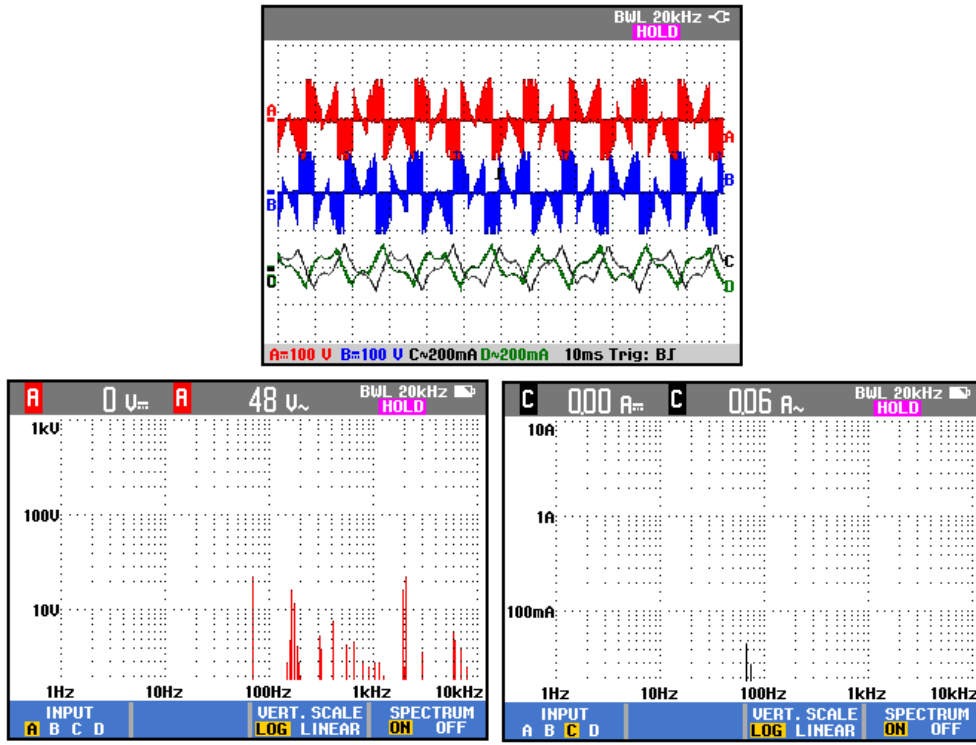 BWL 20kHz
HOLD
A
A
B
B
C
D
D
A≂100 V B≂100 V C~200mA D~200mA 10ms Trig: B∫
A 0 V⎓ A 48 V~ BWL 20kHz
HOLD
1kV
100V
10V
1Hz 10Hz 100Hz 1kHz 10kHz
INPUT VERT. SCALE SPECTRUM
A B C D LOG LINEAR ON OFF
C 0.00 A⎓ C 0.06 A~ BWL 20kHz
HOLD
10A
1A
100mA
1Hz 10Hz 100Hz 1kHz 10kHz
INPUT VERT. SCALE SPECTRUM
A B C D LOG LINEAR ON OFF